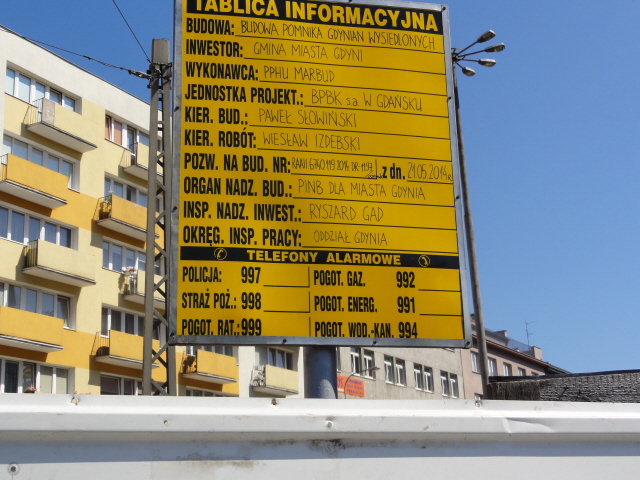 TABLICA INFORMACYJNA
BUDOWA: BUDOWA POMNIKA GDYNIAN WYSIEDLONYCH
INWESTOR: GMINA MIASTA GDYNI
WYKONAWCA: PPHU MARBUD
JEDNOSTKA PROJEKT.: BPBK s.a. W GDAŃSKU
KIER. BUD.: PAWEŁ SŁOWIŃSKI
KIER. ROBÓT: WIESŁAW IZDEBSKI
POZW. NA BUD. NR: z dn. 21.05.2014 r.
ORGAN NADZ. BUD.: PINB DLA MIASTA GDYNIA
INSP. NADZ. INWEST.: RYSZARD GAD
OKRĘG. INSP. PRACY: ODDZIAŁ GDYNIA
TELEFONY ALARMOWE
POLICJA: 997 POGOT. GAZ. 992
STRAŻ POŻ.: 998 POGOT. ENERG. 991
POGOT. RAT.: 999 POGOT. WOD.-KAN. 994